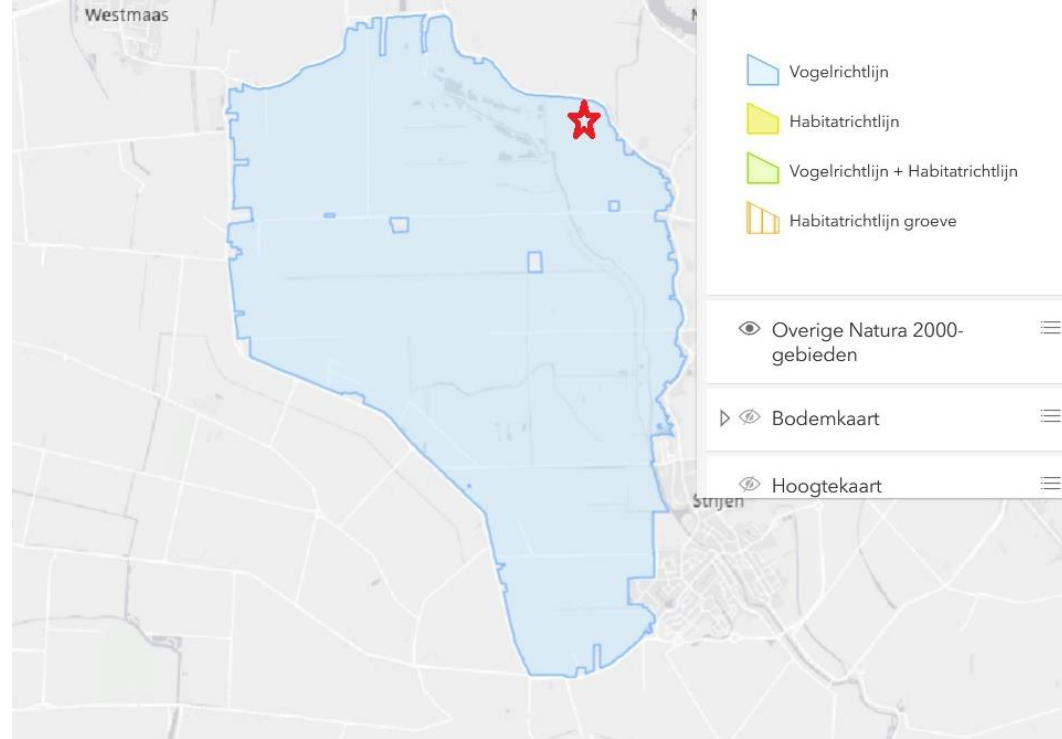 Westmaas
Vogelrichtlijn
Habitatrichtlijn
Vogelrichtlijn + Habitatrichtlijn
Habitatrichtlijn groeve
Overige Natura 2000-
gebieden
Bodemkaart
Hoogtekaart
Strijen